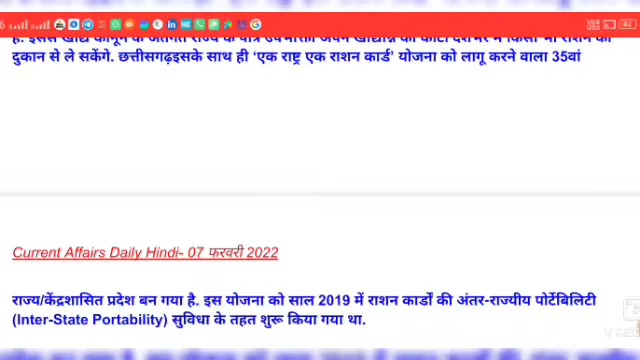 है. इससे खाद्य कानून के अंतर्गत राज्य के पात्र उपभोक्ता अपने खाद्यान्न का कोटा देशभर में किसी भी राशन की
दुकान से ले सकेंगे. छत्तीसगढ़इसके साथ ही ‘एक राष्ट्र एक राशन कार्ड’ योजना को लागू करने वाला 35वां
Current Affairs Daily Hindi- 07 फरवरी 2022
राज्य/केंद्रशासित प्रदेश बन गया है. इस योजना को साल 2019 में राशन कार्डों की अंतर-राज्यीय पोर्टेबिलिटी
(Inter-State Portability) सुविधा के तहत शुरू किया गया था.